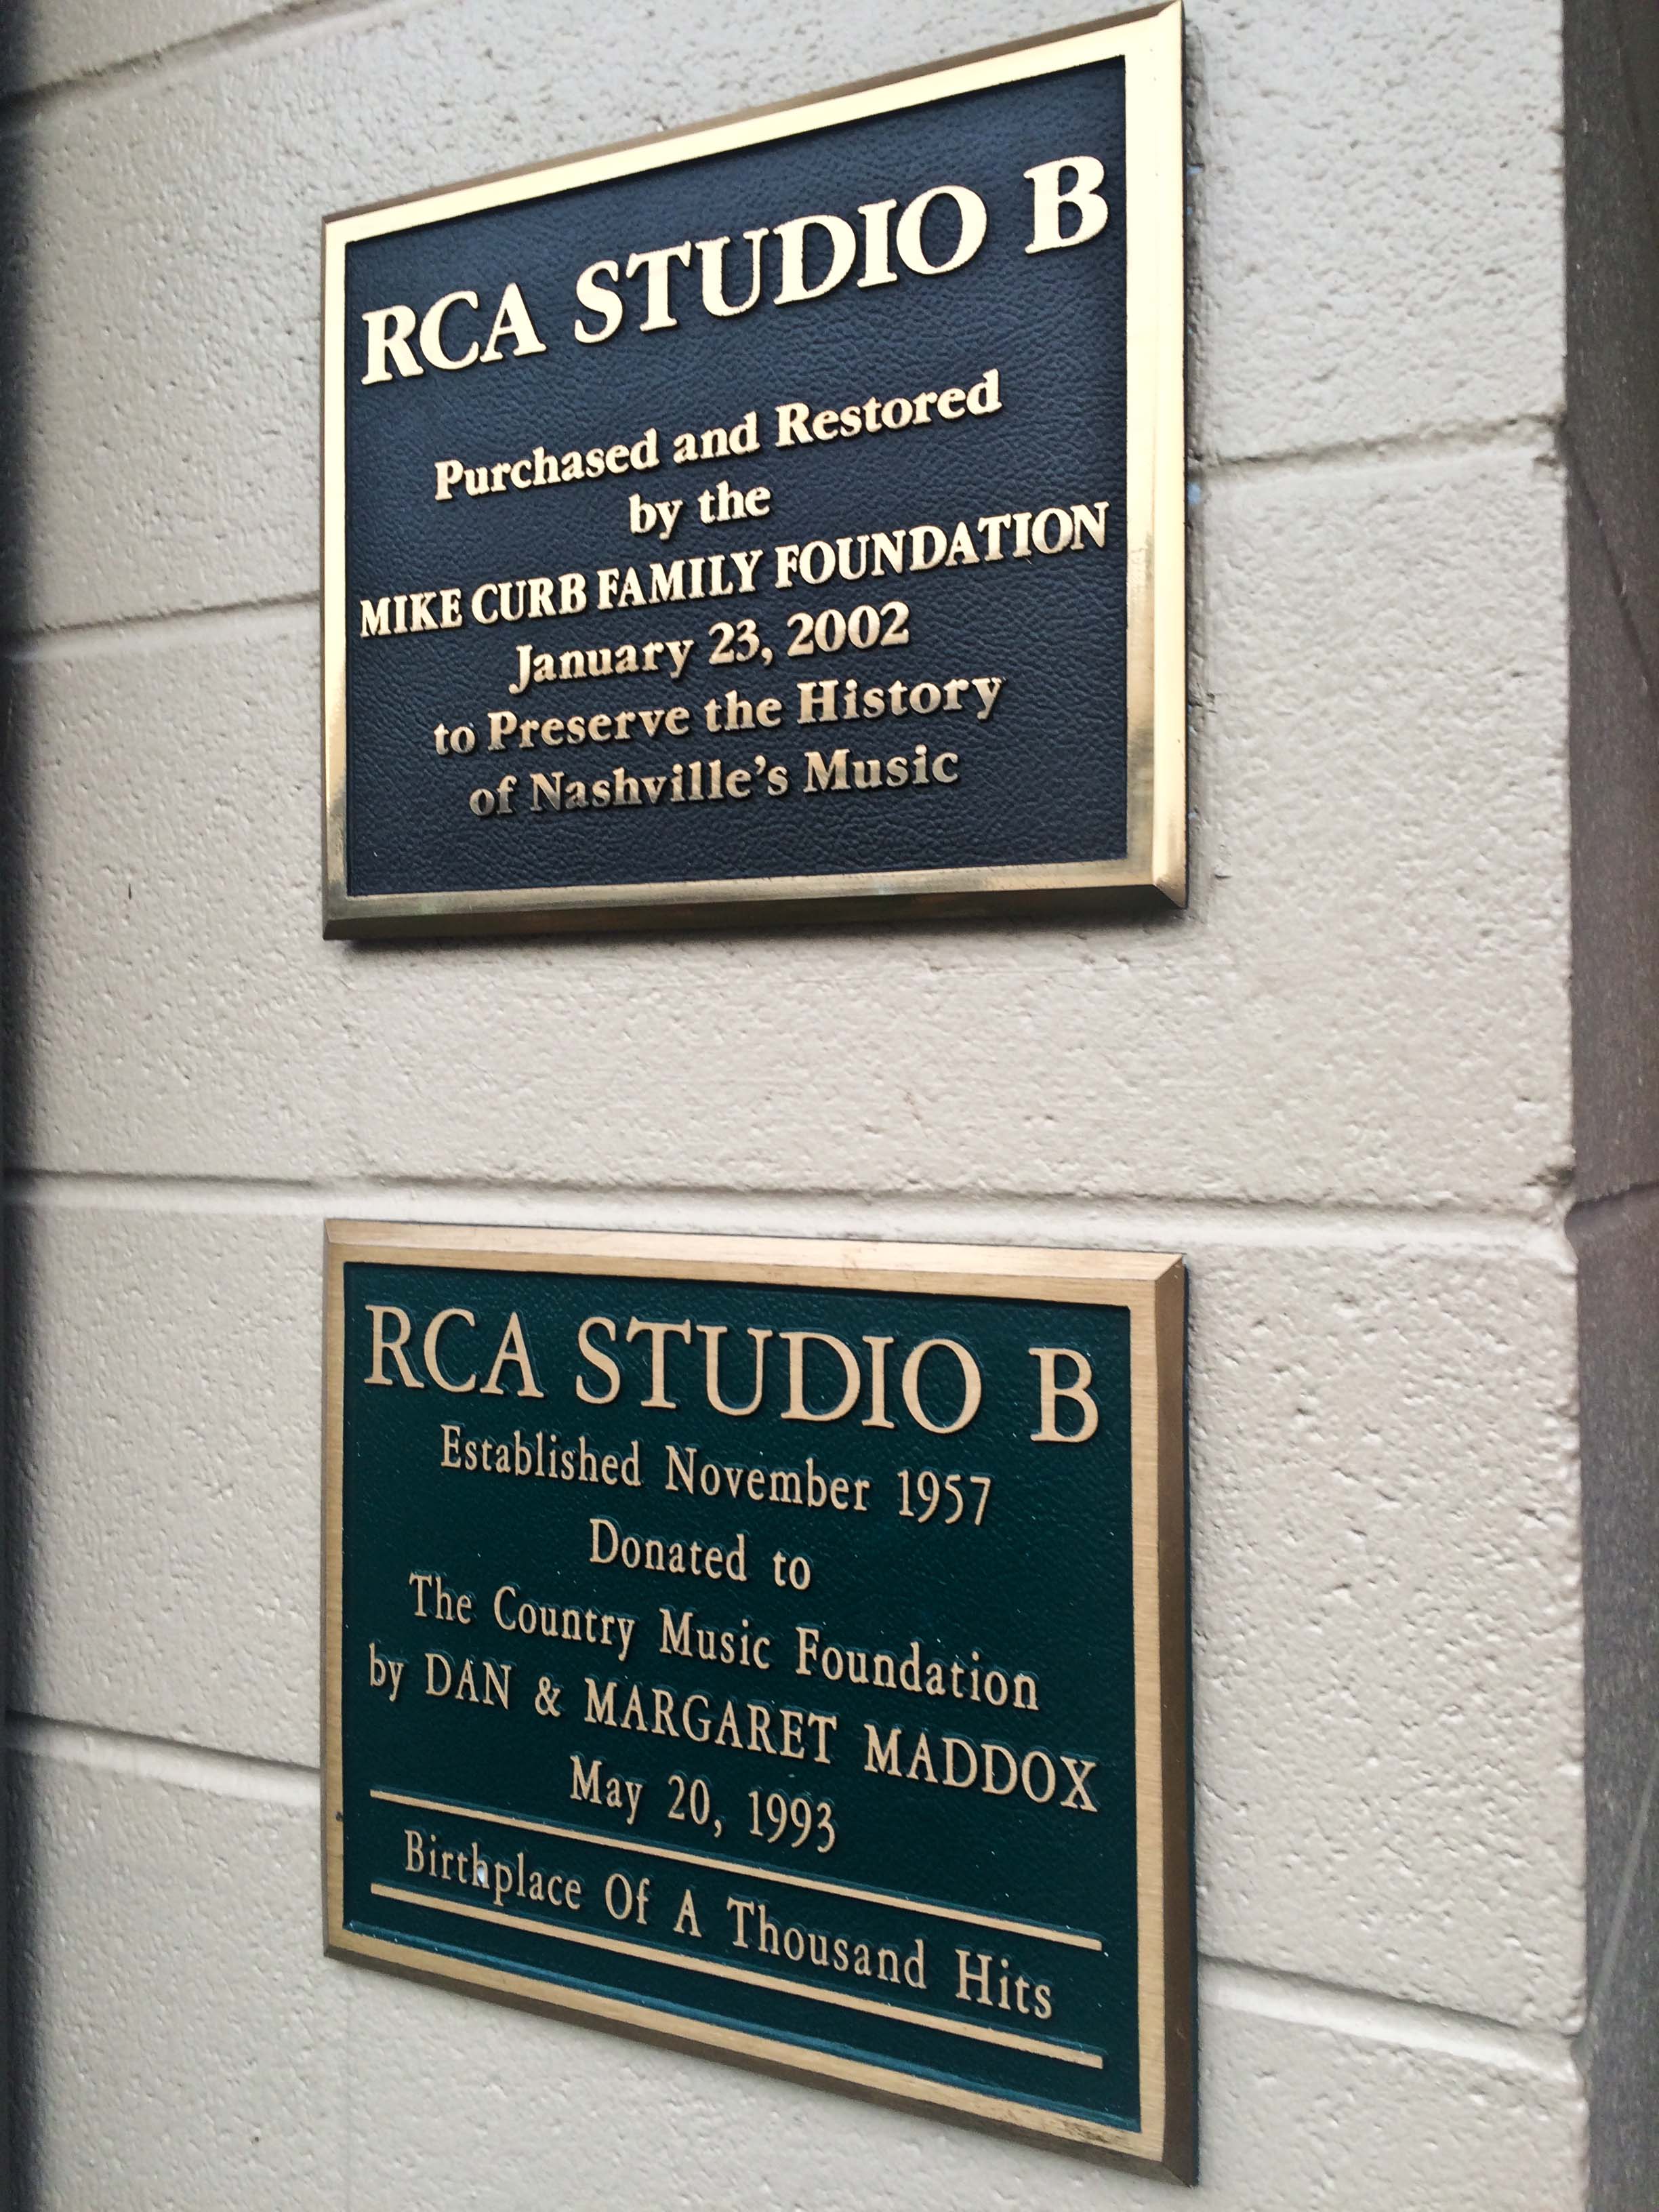 RCA STUDIO B
Purchased and Restored
by the
MIKE CURB FAMILY FOUNDATION
January 23, 2002
to Preserve the History
of Nashville's Music
RCA STUDIO B
Established November 1957
Donated to
The Country Music Foundation
by DAN & MARGARET MADDOX
May 20, 1993
Birthplace Of A Thousand Hits